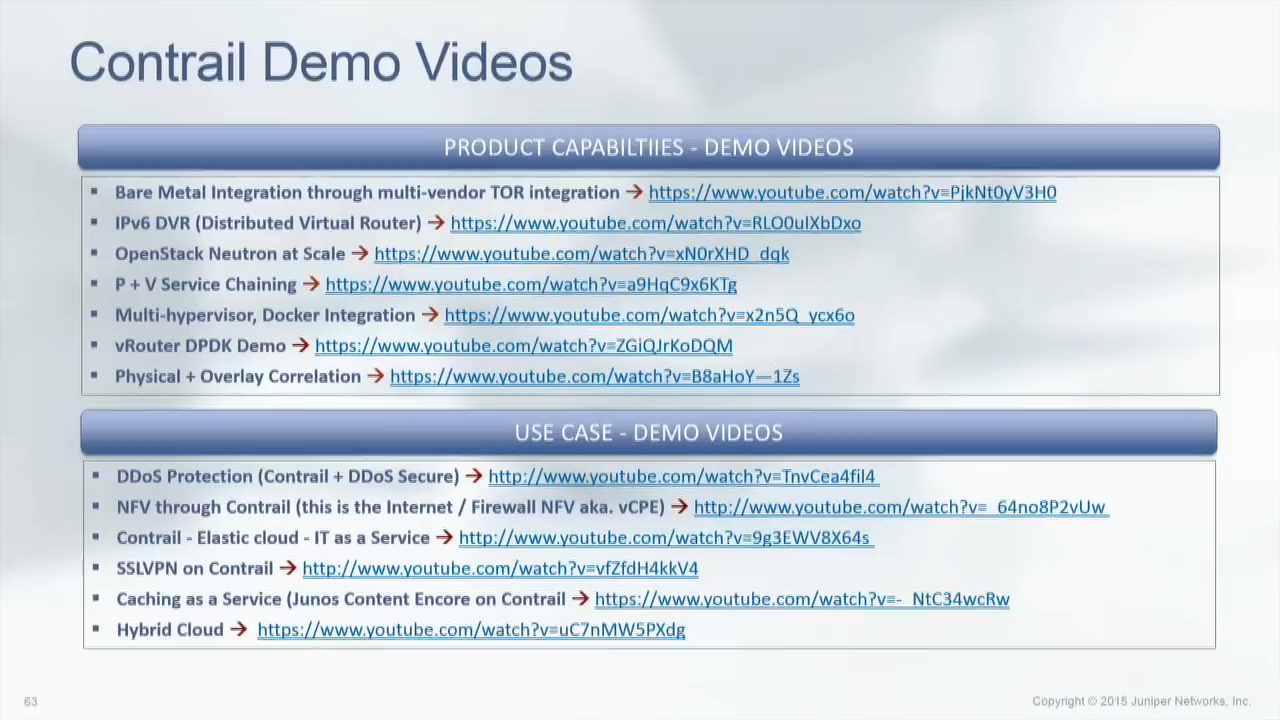 Contrail Demo Videos
PRODUCT CAPABILTIIES - DEMO VIDEOS
▪ Bare Metal Integration through multi-vendor TOR integration → https://www.youtube.com/watch?v=PjkNt0yV3H0
▪ IPv6 DVR (Distributed Virtual Router) → https://www.youtube.com/watch?v=RLO0ulXbDxo
▪ OpenStack Neutron at Scale → https://www.youtube.com/watch?v=xN0rXHD_dqk
▪ P + V Service Chaining → https://www.youtube.com/watch?v=a9HqC9x6KTg
▪ Multi-hypervisor, Docker Integration → https://www.youtube.com/watch?v=x2n5Q_ycx6o
▪ vRouter DPDK Demo → https://www.youtube.com/watch?v=ZGiQJrKoDQM
▪ Physical + Overlay Correlation → https://www.youtube.com/watch?v=B8aHoY—1Zs
USE CASE - DEMO VIDEOS
▪ DDoS Protection (Contrail + DDoS Secure) → http://www.youtube.com/watch?v=TnvCea4fil4
▪ NFV through Contrail (this is the Internet / Firewall NFV aka. vCPE) → http://www.youtube.com/watch?v=_64no8P2vUw
▪ Contrail - Elastic cloud - IT as a Service → http://www.youtube.com/watch?v=9g3EWV8X64s
▪ SSLVPN on Contrail → http://www.youtube.com/watch?v=vfZfdH4kkV4
▪ Caching as a Service (Junos Content Encore on Contrail → https://www.youtube.com/watch?v=-_NtC34wcRw
▪ Hybrid Cloud → https://www.youtube.com/watch?v=uC7nMW5PXdg
63
Copyright © 2015 Juniper Networks, Inc.